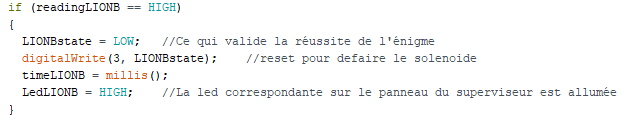 if (readingLIONB == HIGH)
{
  LIONBstate = LOW;   //Ce qui valide la réussite de l'énigme
  digitalWrite(3, LIONBstate);    //reset pour defaire le solenoide
  timeLIONB = millis();
  LedLIONB = HIGH;    //La led correspondante sur le panneau du superviseur est allumée
}